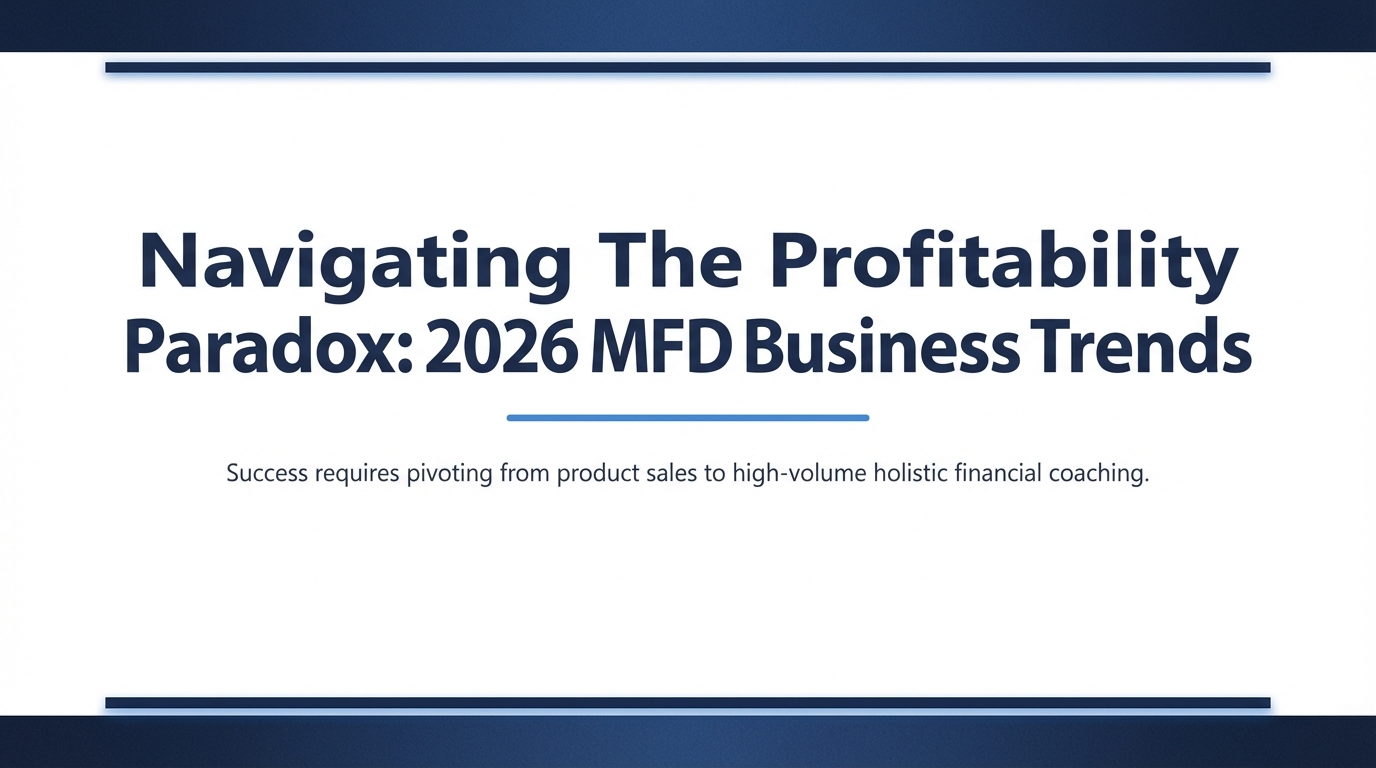 Navigating The Profitability
Paradox: 2026 MFD Business Trends
Success requires pivoting from product sales to high-volume holistic financial coaching.